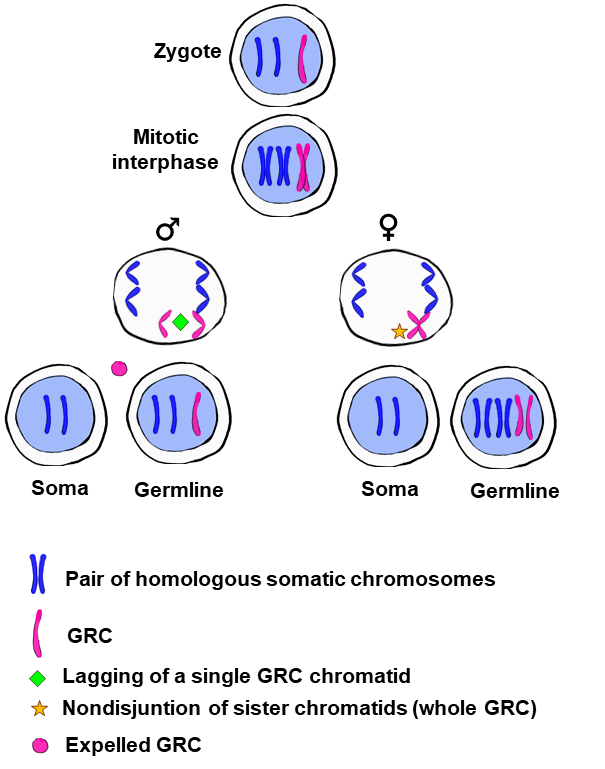 Zygote
Mitotic
interphase
♂ ♀
Soma Germline Soma Germline
Pair of homologous somatic chromosomes
GRC
Lagging of a single GRC chromatid
Nondisjuntion of sister chromatids (whole GRC)
Expelled GRC